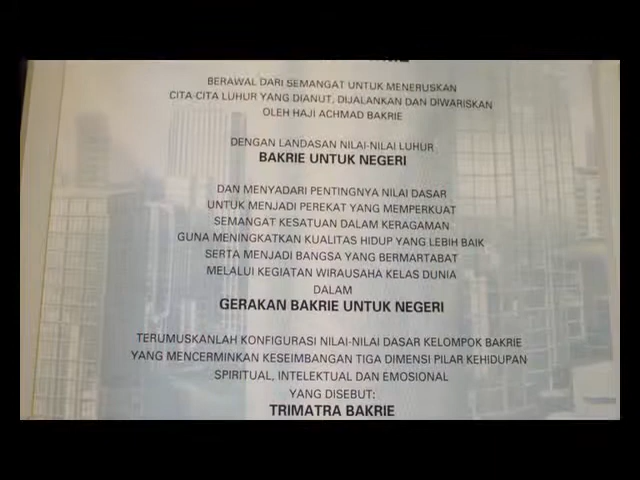 BERAWAL DARI SEMANGAT UNTUK MENERUSKAN
CITA-CITA LUHUR YANG DIANUT, DIJALANKAN DAN DIWARISKAN
OLEH HAJI ACHMAD BAKRIE
DENGAN LANDASAN NILAI-NILAI LUHUR
BAKRIE UNTUK NEGERI
DAN MENYADARI PENTINGNYA NILAI DASAR
UNTUK MENJADI PEREKAT YANG MEMPERKUAT
SEMANGAT KESATUAN DALAM KERAGAMAN
GUNA MENINGKATKAN KUALITAS HIDUP YANG LEBIH BAIK
SERTA MENJADI BANGSA YANG BERMARTABAT
MELALUI KEGIATAN WIRAUSAHA KELAS DUNIA
DALAM
GERAKAN BAKRIE UNTUK NEGERI
TERUMUSKANLAH KONFIGURASI NILAI-NILAI DASAR KELOMPOK BAKRIE
YANG MENCERMINKAN KESEIMBANGAN TIGA DIMENSI PILAR KEHIDUPAN
SPIRITUAL, INTELEKTUAL DAN EMOSIONAL
YANG DISEBUT:
TRIMATRA BAKRIE